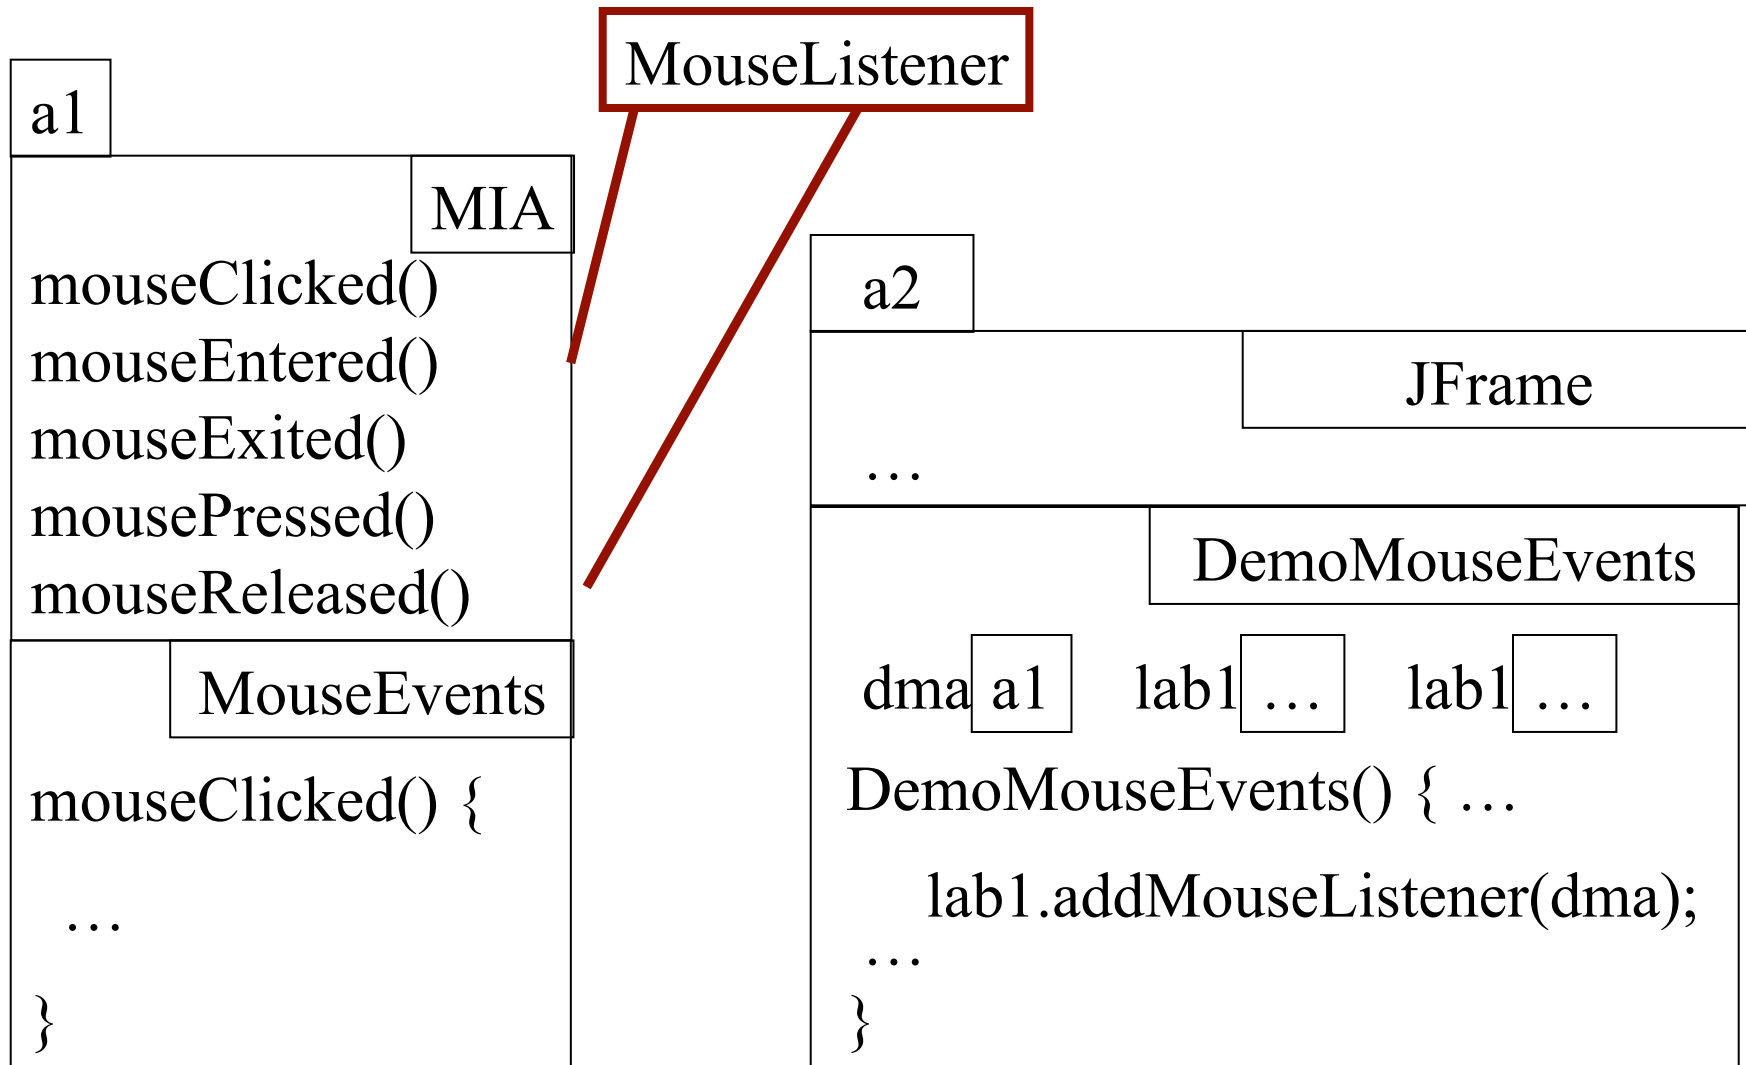 MouseListener
a1
MIA
mouseClicked()
mouseEntered()
mouseExited()
mousePressed()
mouseReleased()
MouseEvents
mouseClicked() {
…
}
a2
JFrame
…
DemoMouseEvents
dma a1 lab1 … lab1 …
DemoMouseEvents() { …
lab1.addMouseListener(dma);
…
}